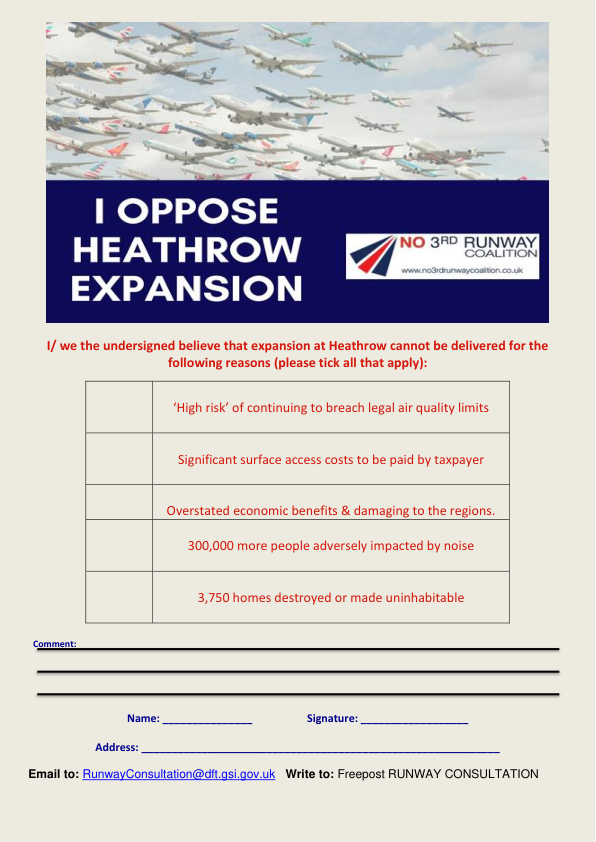 I OPPOSE
HEATHROW
EXPANSION
NO 3RD RUNWAY
COALITION
www.no3rdrunwaycoalition.co.uk
I/ we the undersigned believe that expansion at Heathrow cannot be delivered for the
following reasons (please tick all that apply):
‘High risk’ of continuing to breach legal air quality limits
Significant surface access costs to be paid by taxpayer
Overstated economic benefits & damaging to the regions.
300,000 more people adversely impacted by noise
3,750 homes destroyed or made uninhabitable
Comment:
Name: _______________ Signature: __________________
Address: ____________________________________________________________
Email to: RunwayConsultation@dft.gsi.gov.uk Write to: Freepost RUNWAY CONSULTATION